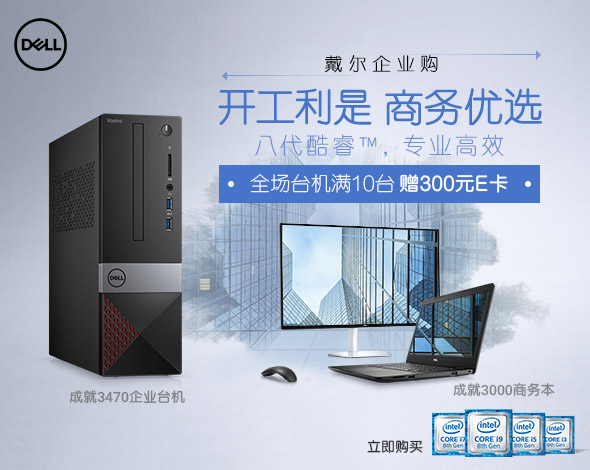 DELL
戴尔企业购
开工利是 商务优选
八代酷睿™，专业高效
• 全场台机满10台 赠300元E卡 •
Vostro
DELL
成就3470企业台机
成就3000商务本
立即购买
intel CORE i7 8th Gen
intel CORE i9 8th Gen
intel CORE i5 8th Gen
intel CORE i3 8th Gen